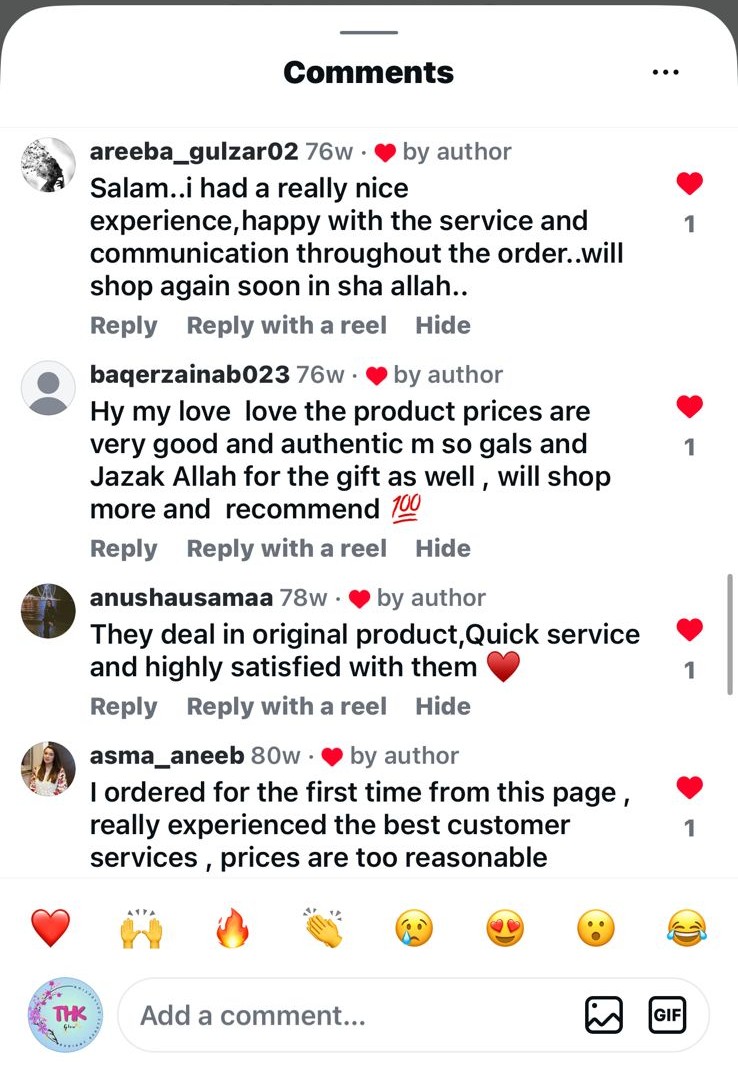 Comments
areeba_gulzar02 76w · ❤️ by author
Salam..i had a really nice
experience,happy with the service and
communication throughout the order..will
shop again soon in sha allah..
1
Reply Reply with a reel Hide
baqerzainab023 76w · ❤️ by author
Hy my love  love the product prices are
very good and authentic m so gals and
Jazak Allah for the gift as well , will shop
more and  recommend 💯
1
Reply Reply with a reel Hide
anushausamaa 78w · ❤️ by author
They deal in original product,Quick service
and highly satisfied with them ♥️
1
Reply Reply with a reel Hide
asma_aneeb 80w · ❤️ by author
I ordered for the first time from this page ,
really experienced the best customer
services , prices are too reasonable
1
THK
Add a comment...
GIF